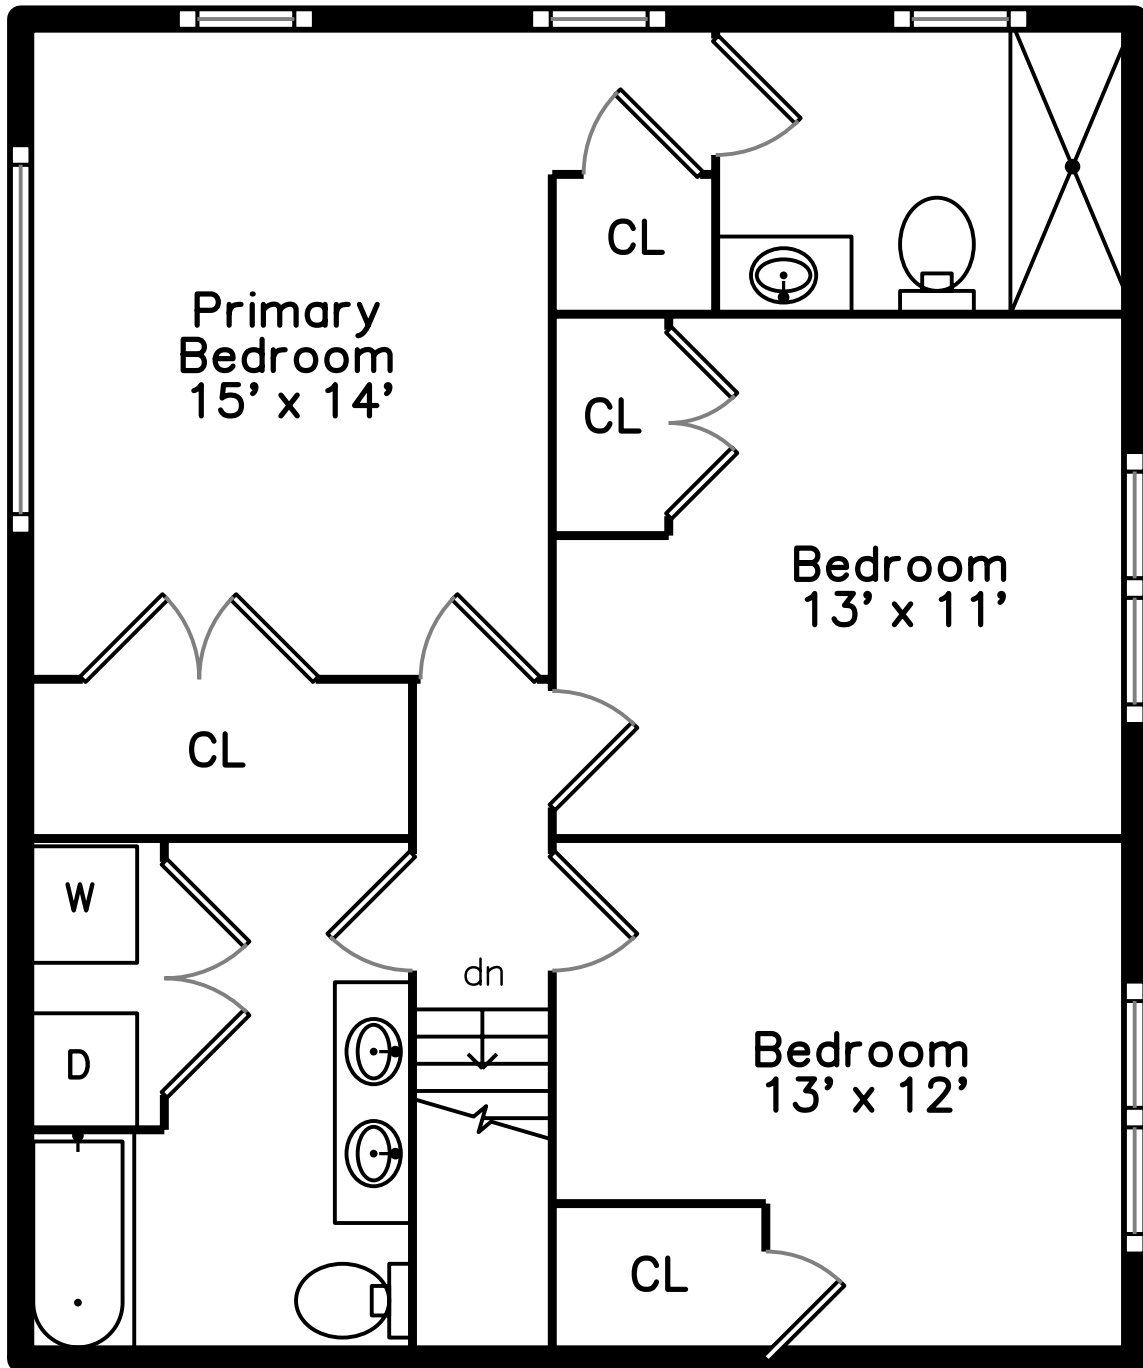 CL
Primary
Bedroom
15' x 14'
CL
Bedroom
13' x 11'
CL
W
dn
D
Bedroom
13' x 12'
CL